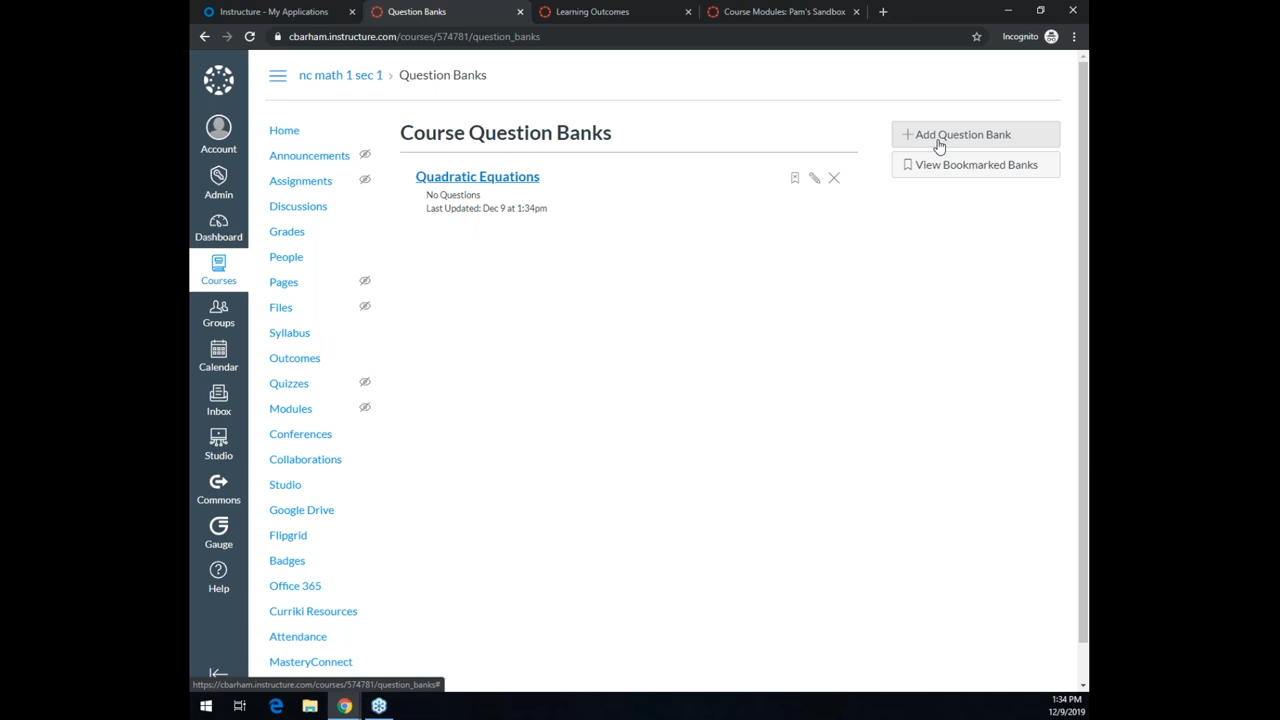 Instructure - My Applications
Question Banks
Learning Outcomes
Course Modules: Pam's Sandbox
cbarham.instructure.com/courses/574781/question_banks
Incognito
nc math 1 sec 1 › Question Banks
Account
Admin
Dashboard
Courses
Groups
Calendar
Inbox
Studio
Commons
Gauge
Help
Home
Announcements
Assignments
Discussions
Grades
People
Pages
Files
Syllabus
Outcomes
Quizzes
Modules
Conferences
Collaborations
Studio
Google Drive
Flipgrid
Badges
Office 365
Curriki Resources
Attendance
MasteryConnect
Course Question Banks
Quadratic Equations
No Questions
Last Updated: Dec 9 at 1:34pm
Add Question Bank
View Bookmarked Banks
https://cbarham.instructure.com/courses/574781/question_banks#
1:34 PM
12/9/2019